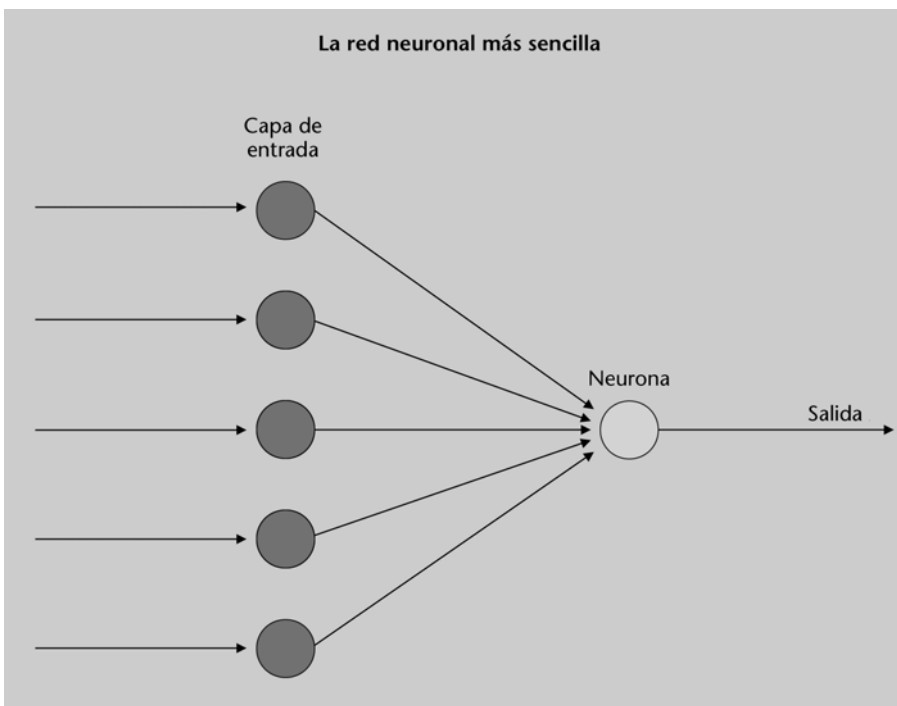 La red neuronal más sencilla
Capa de
entrada
Neurona
Salida